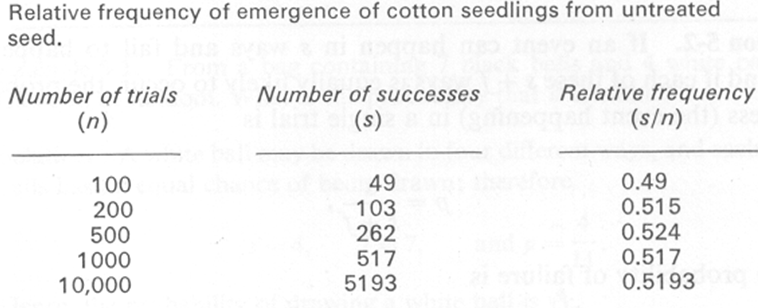 Relative frequency of emergence of cotton seedlings from untreated
seed.
Number of trials Number of successes Relative frequency
(n) (s) (s/n)
100 49 0.49
200 103 0.515
500 262 0.524
1000 517 0.517
10,000 5193 0.5193